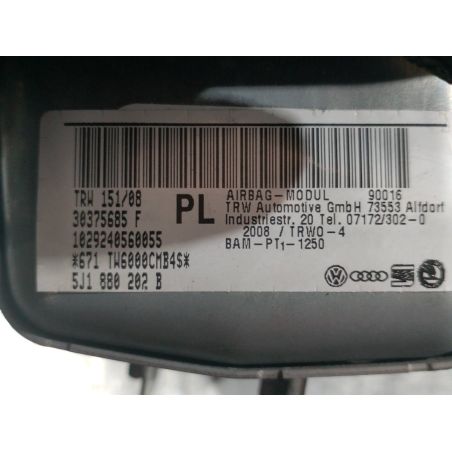 TRW 151/08
30375685 F
1029240560055
*671 TW6000CMB4S*
5J1 880 202 B
PL
AIRBAG-MODUL 90016
TRW Automotive GmbH 73553 Alfdorf
Industriestr. 20 Tel. 07172/302-0
2008 / TRWO-4
BAM-PT1-1250